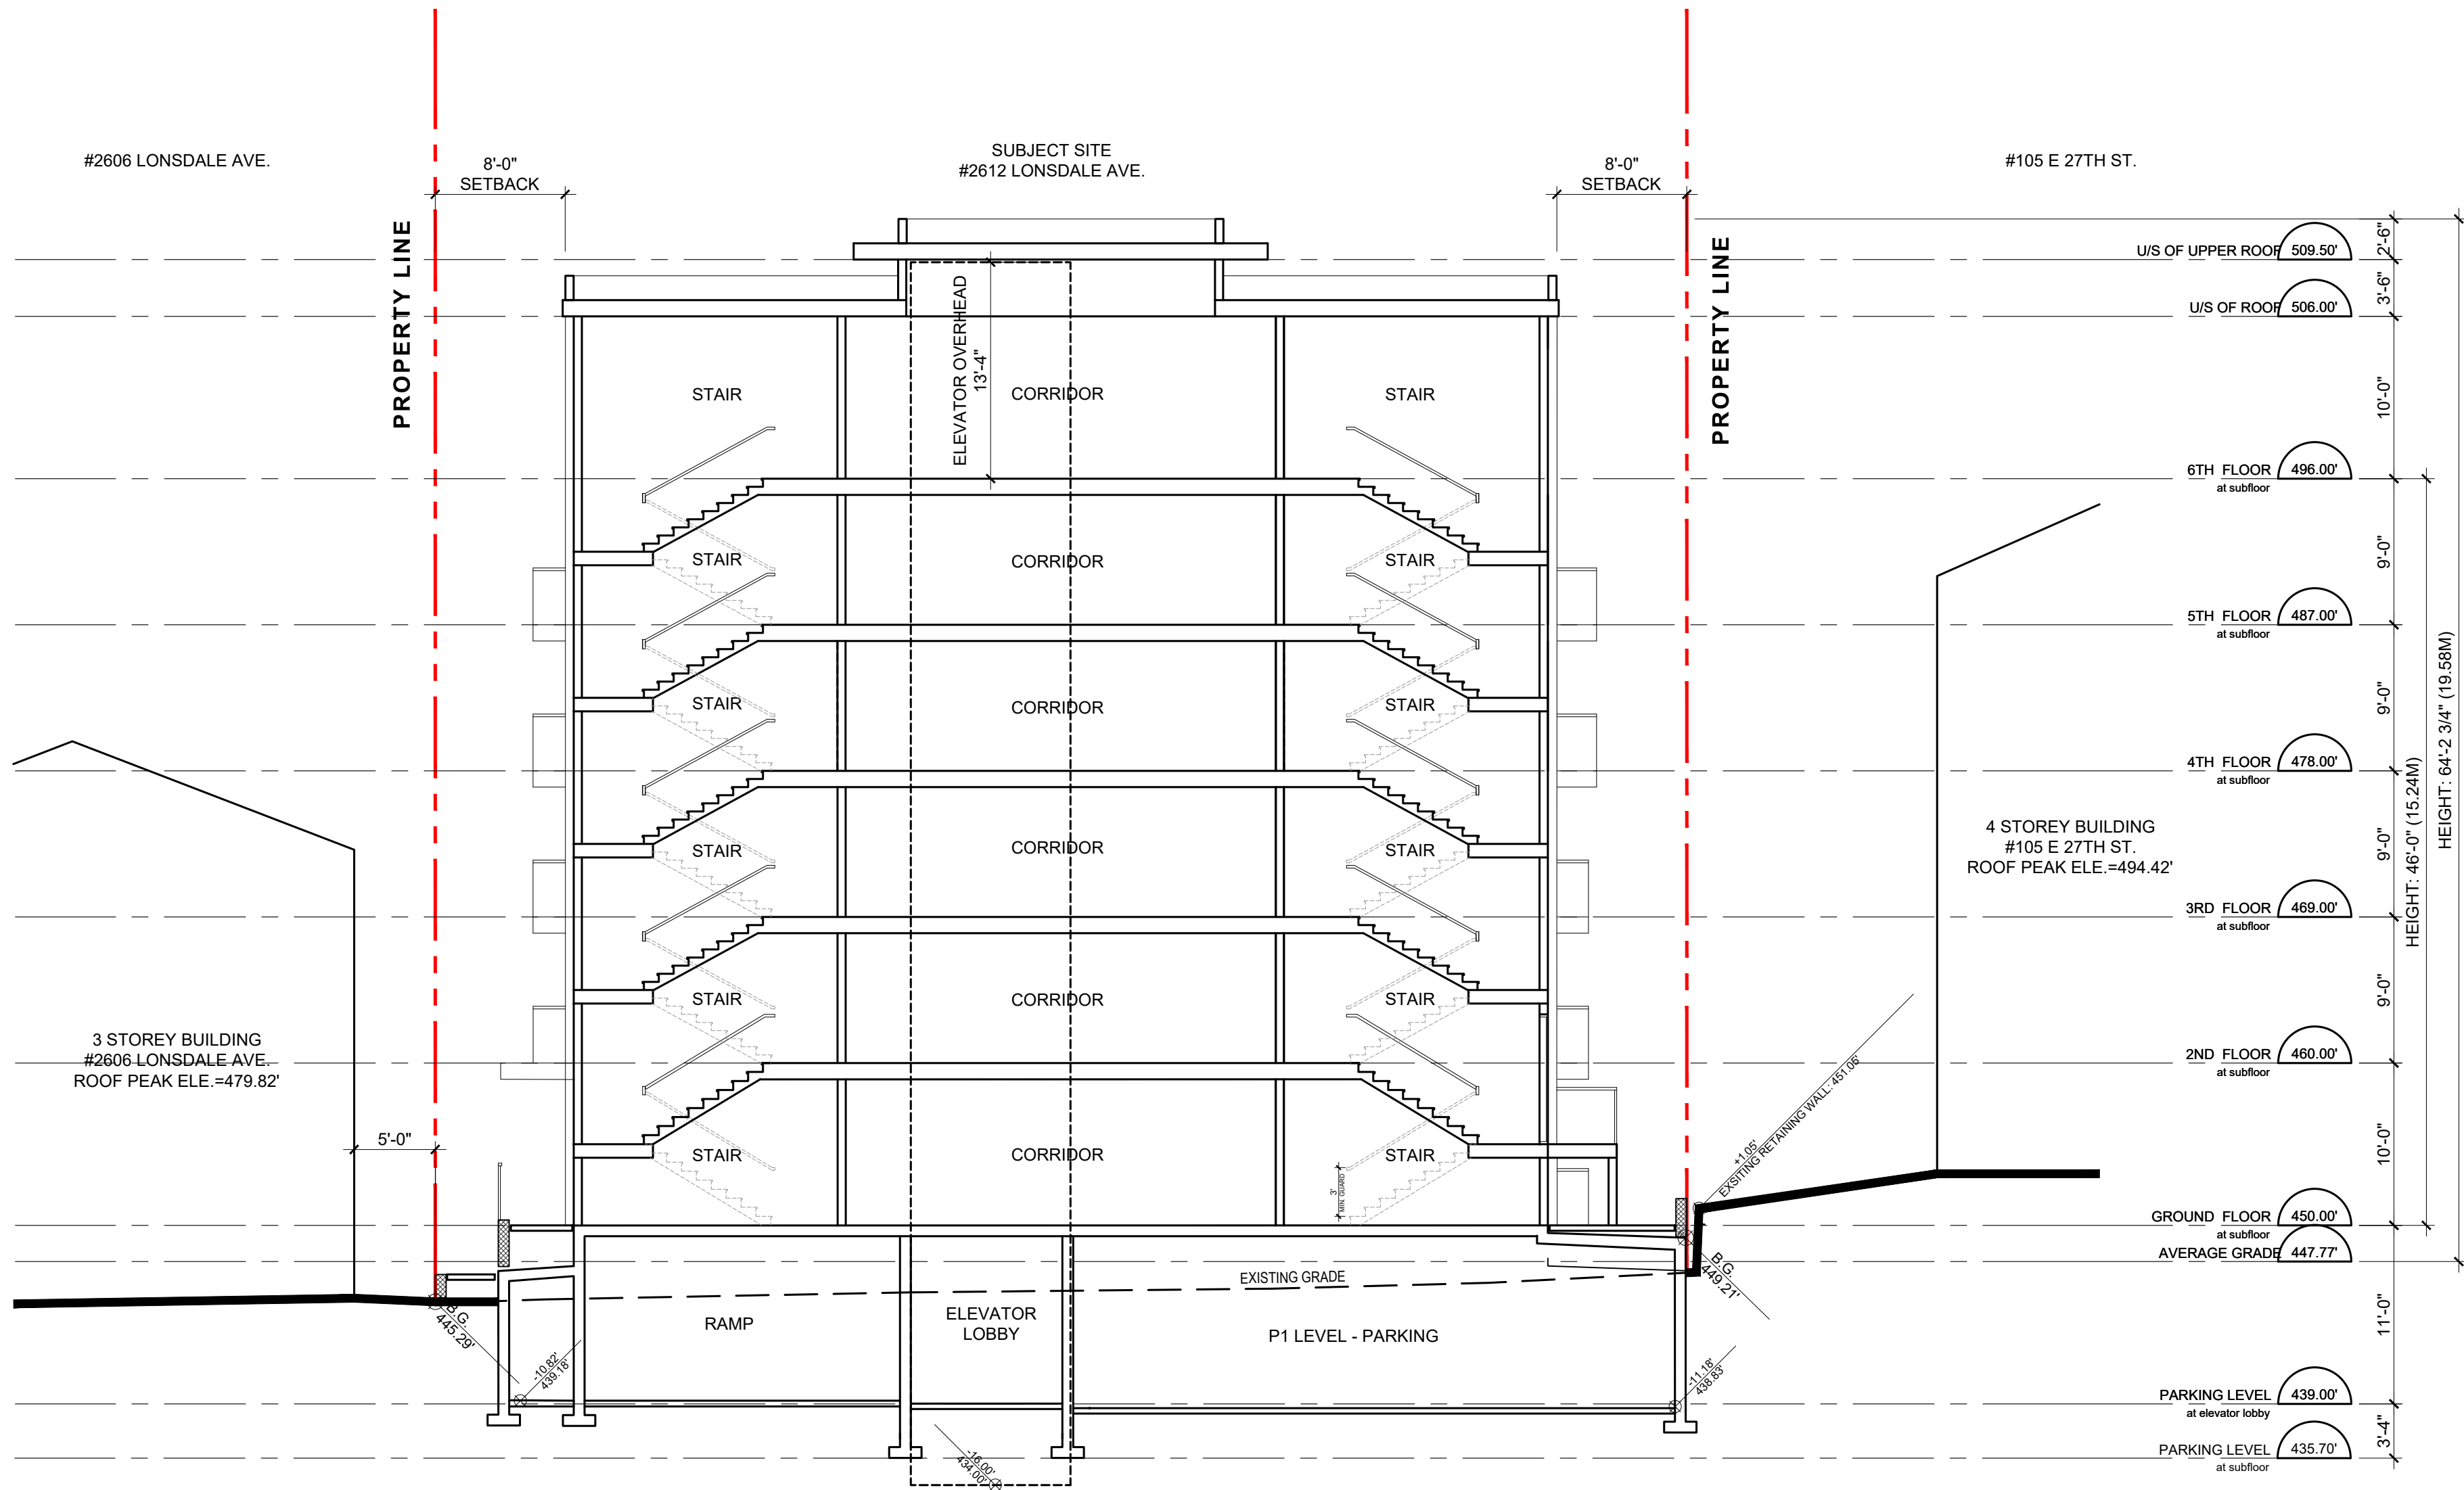 #2606 LONSDALE AVE.
8'-0"
SETBACK
SUBJECT SITE
#2612 LONSDALE AVE.
8'-0"
SETBACK
#105 E 27TH ST.
PROPERTY LINE
PROPERTY LINE
U/S OF UPPER ROOF 509.50'
2'-6"
U/S OF ROOF 506.00'
3'-6"
ELEVATOR OVERHEAD
13'-4"
STAIR
CORRIDOR
STAIR
10'-0"
6TH FLOOR 496.00'
at subfloor
STAIR
CORRIDOR
STAIR
9'-0"
5TH FLOOR 487.00'
at subfloor
STAIR
CORRIDOR
STAIR
9'-0"
HEIGHT: 64'-2 3/4" (19.58M)
4TH FLOOR 478.00'
at subfloor
STAIR
CORRIDOR
STAIR
4 STOREY BUILDING
#105 E 27TH ST.
ROOF PEAK ELE.=494.42'
9'-0"
HEIGHT: 46'-0" (15.24M)
3RD FLOOR 469.00'
at subfloor
STAIR
CORRIDOR
STAIR
9'-0"
3 STOREY BUILDING
#2606 LONSDALE AVE.
ROOF PEAK ELE.=479.82'
2ND FLOOR 460.00'
at subfloor
+1.05'
EXSITING RETAINING WALL: 451.05'
5'-0"
STAIR
CORRIDOR
STAIR
10'-0"
3'
MIN. GUARD
GROUND FLOOR 450.00'
at subfloor
AVERAGE GRADE 447.77'
B.G.
449.21'
EXISTING GRADE
B.G.
445.29'
RAMP
ELEVATOR
LOBBY
P1 LEVEL - PARKING
11'-0"
-10.82'
439.18'
-11.18'
438.83'
PARKING LEVEL 439.00'
at elevator lobby
3'-4"
-16.00'
434.00'
PARKING LEVEL 435.70'
at subfloor